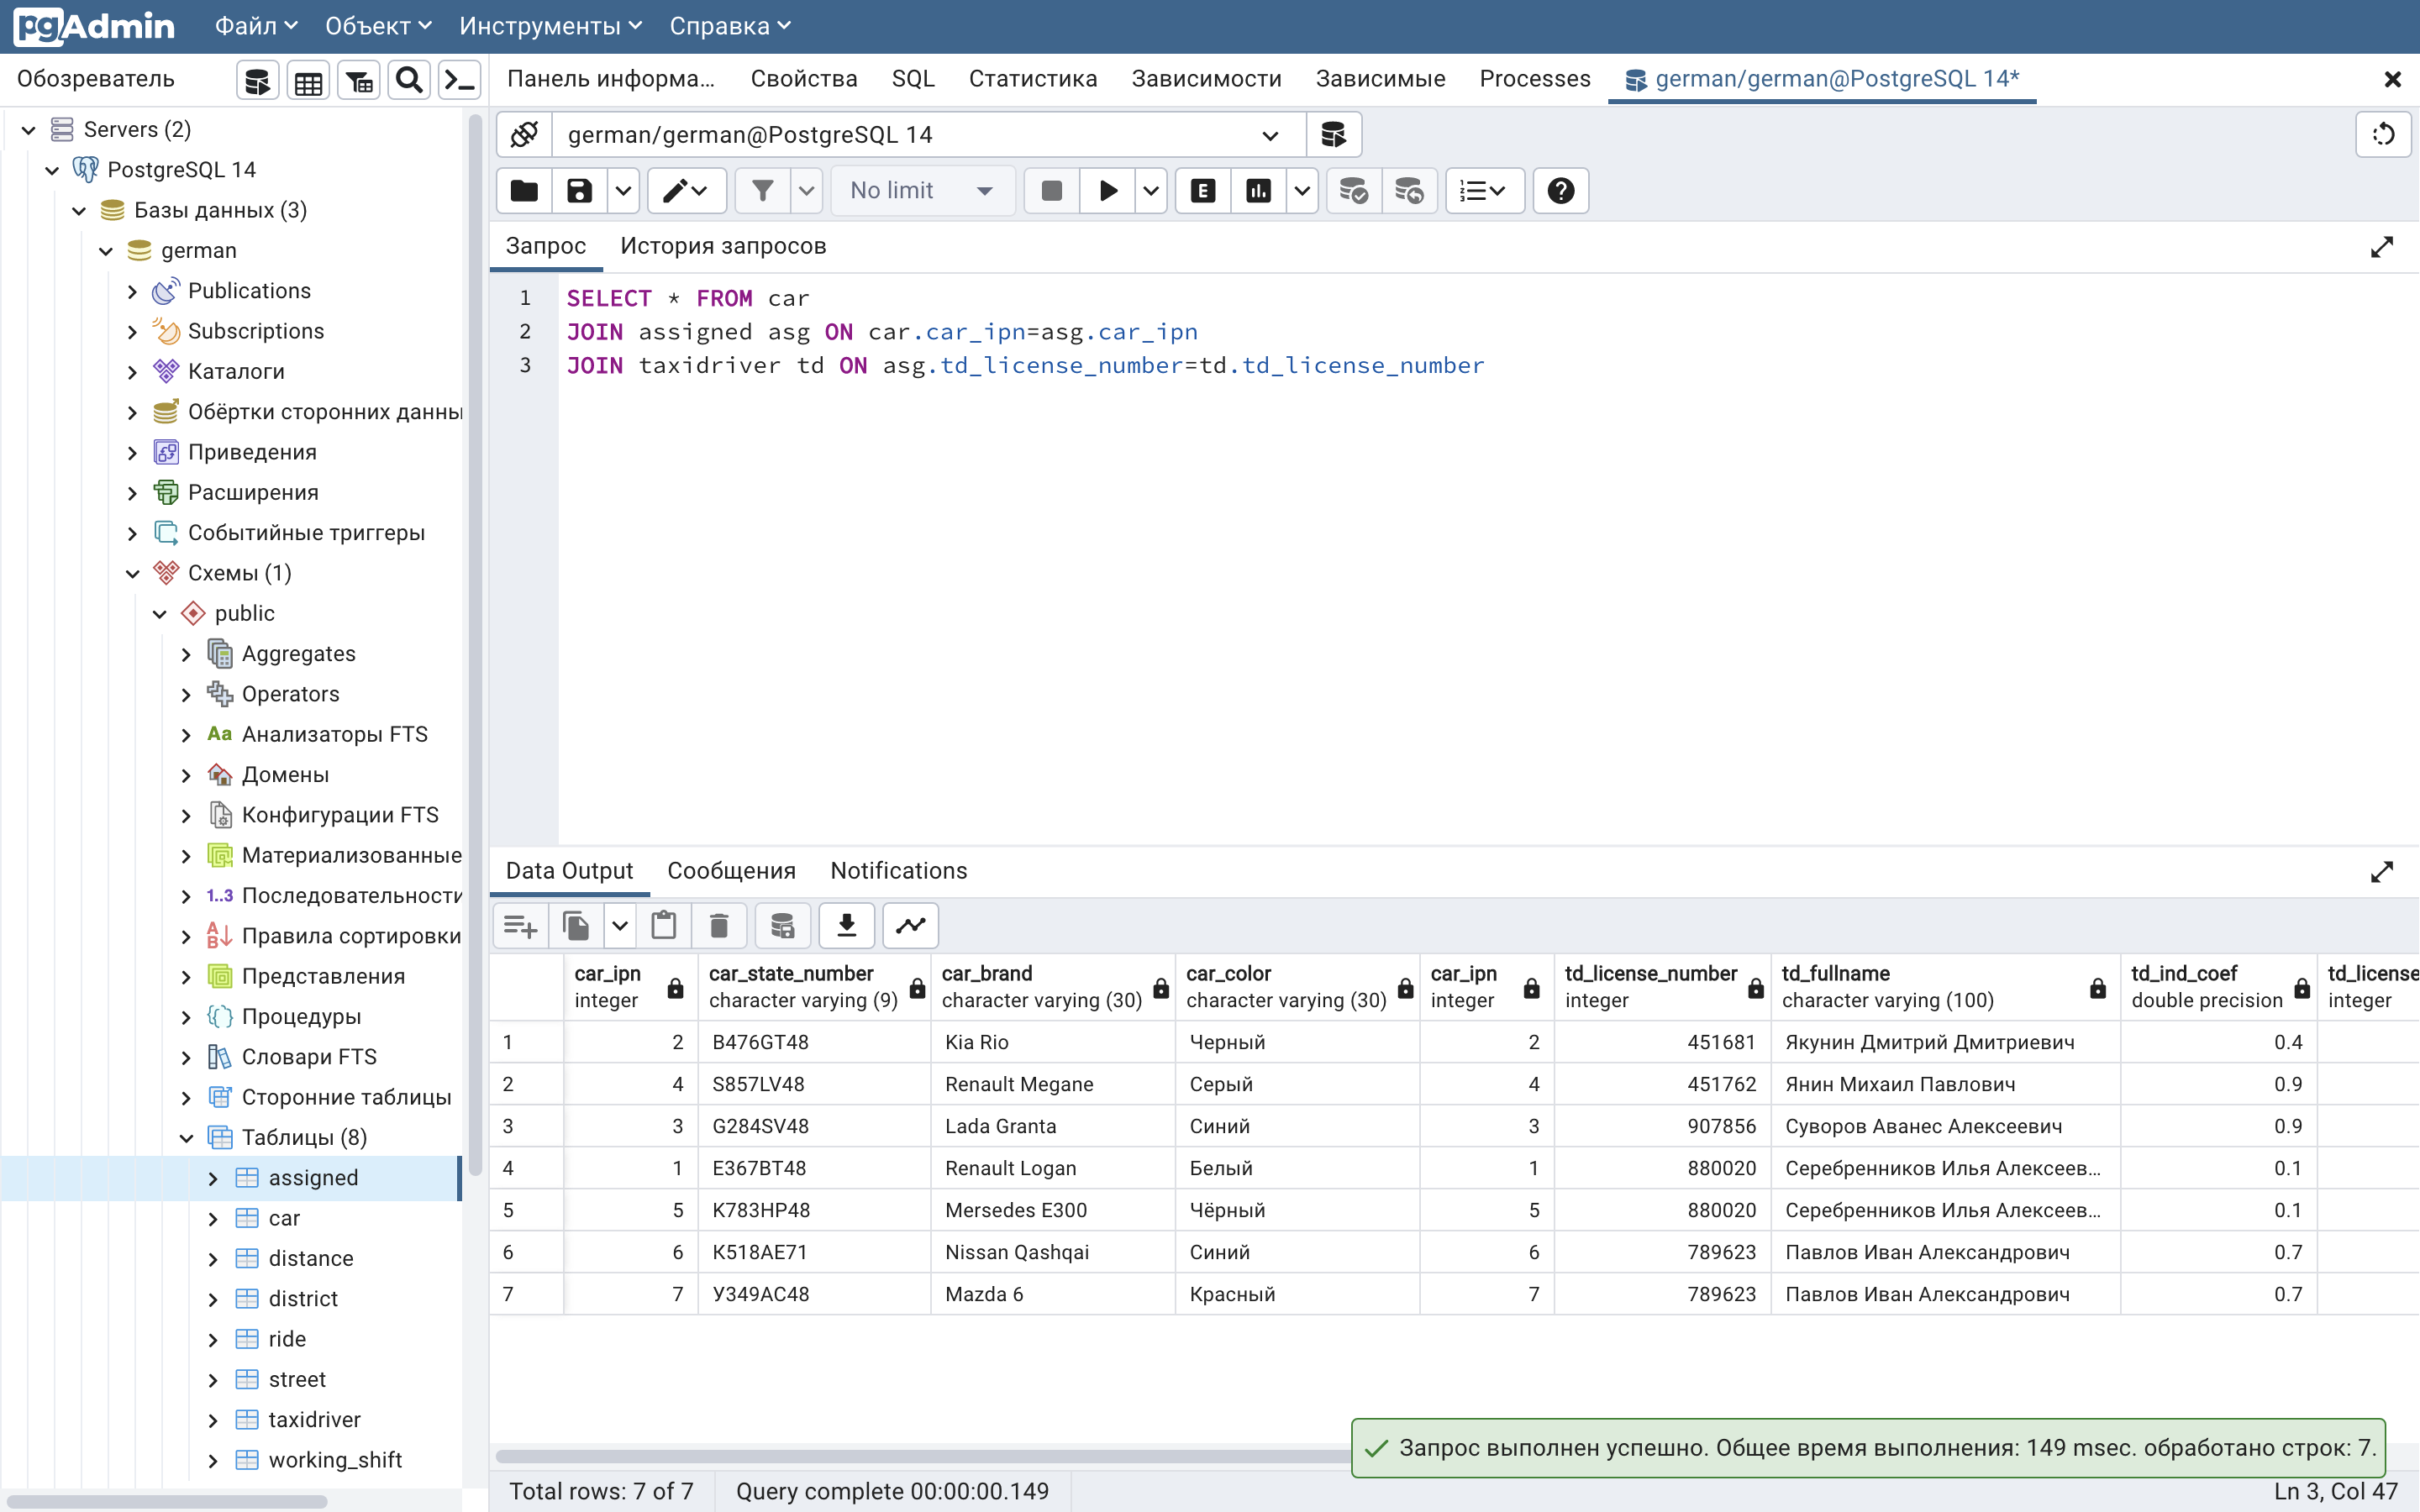 pgAdmin Файл Объект Инструменты Справка
Обозреватель
Панель информа... Свойства SQL Статистика Зависимости Зависимые Processes german/german@PostgreSQL 14*
Servers (2)
PostgreSQL 14
Базы данных (3)
german
Publications
Subscriptions
Каталоги
Обёртки сторонних данны
Приведения
Расширения
Событийные триггеры
Схемы (1)
public
Aggregates
Operators
Aa Анализаторы FTS
Домены
Конфигурации FTS
Материализованные
1..3 Последовательности
Правила сортировки
Представления
Процедуры
Словари FTS
Сторонние таблицы
Таблицы (8)
assigned
car
distance
district
ride
street
taxidriver
working_shift
german/german@PostgreSQL 14
No limit E
Запрос История запросов
1 SELECT * FROM car
2 JOIN assigned asg ON car.car_ipn=asg.car_ipn
3 JOIN taxidriver td ON asg.td_license_number=td.td_license_number
Data Output Сообщения Notifications
car_ipn car_state_number car_brand car_color car_ipn td_license_number td_fullname td_ind_coef td_license
integer character varying (9) character varying (30) character varying (30) integer integer character varying (100) double precision integer
1 2 B476GT48 Kia Rio Черный 2 451681 Якунин Дмитрий Дмитриевич 0.4
2 4 S857LV48 Renault Megane Серый 4 451762 Янин Михаил Павлович 0.9
3 3 G284SV48 Lada Granta Синий 3 907856 Суворов Аванес Алексеевич 0.9
4 1 E367BT48 Renault Logan Белый 1 880020 Серебренников Илья Алексеев... 0.1
5 5 K783HP48 Mersedes E300 Чёрный 5 880020 Серебренников Илья Алексеев... 0.1
6 6 К518АЕ71 Nissan Qashqai Синий 6 789623 Павлов Иван Александрович 0.7
7 7 У349АС48 Mazda 6 Красный 7 789623 Павлов Иван Александрович 0.7
Запрос выполнен успешно. Общее время выполнения: 149 msec. обработано строк: 7.
Total rows: 7 of 7 Query complete 00:00:00.149 Ln 3, Col 47